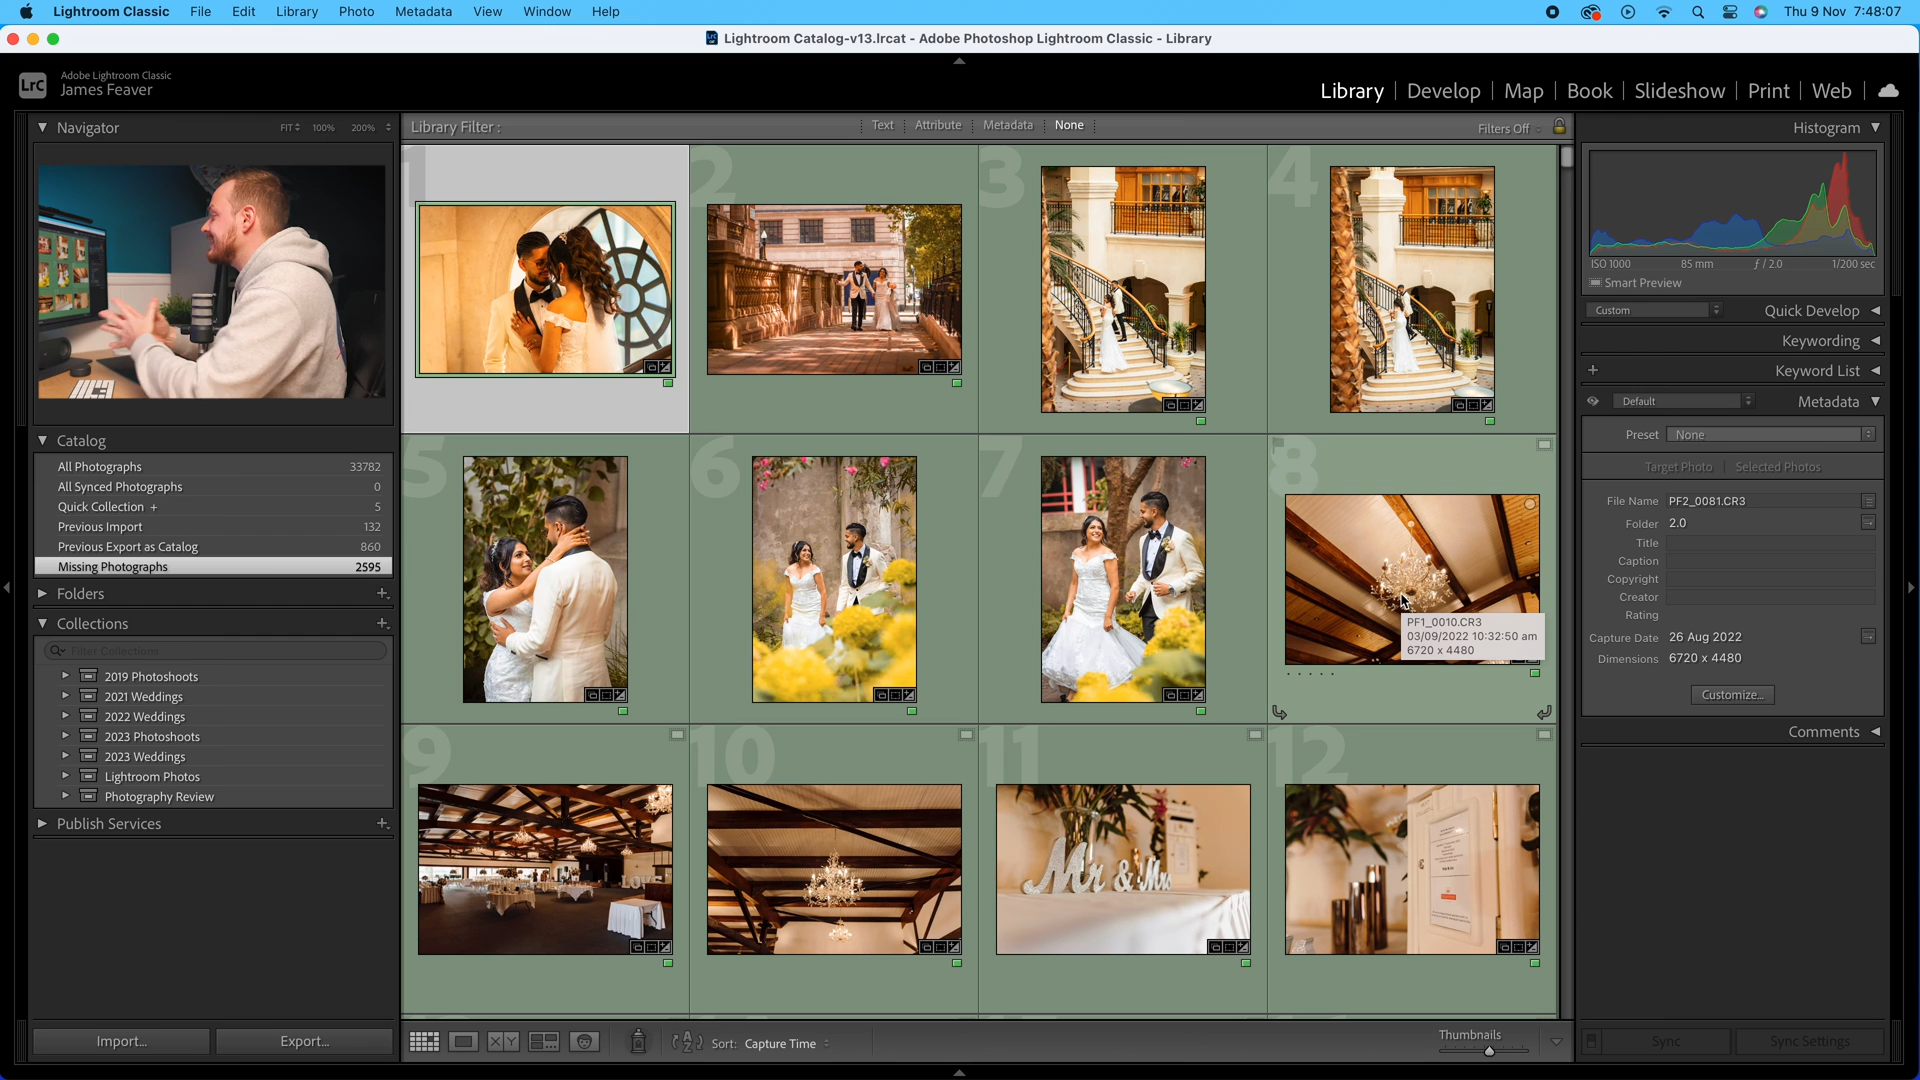 Lightroom Classic File Edit Library Photo Metadata View Window Help Thu 9 Nov 7:48:07
Lightroom Catalog-v13.lrcat - Adobe Photoshop Lightroom Classic - Library
LrC
Adobe Lightroom Classic
James Feaver
Library Develop Map Book Slideshow Print Web
Navigator FIT 100% 200%
Catalog
All Photographs 33782
All Synced Photographs 0
Quick Collection + 5
Previous Import 132
Previous Export as Catalog 860
Missing Photographs 2595
Folders
Collections
Filter Collections
2019 Photoshoots
2021 Weddings
2022 Weddings
2023 Photoshoots
2023 Weddings
Lightroom Photos
Photography Review
Publish Services
Import... Export...
Library Filter : Text Attribute Metadata None Filters Off
1 2 3 4
5 6 7 8
PF1_0010.CR3
03/09/2022 10:32:50 am
6720 x 4480
9 10 11 12
LOVE
Mr & Mrs
Sort: Capture Time Thumbnails
Histogram
ISO 1000 85 mm ƒ / 2.0 1/200 sec
Smart Preview
Custom Quick Develop
Keywording
+ Keyword List
Default Metadata
Preset None
Target Photo Selected Photos
File Name PF2_0081.CR3
Folder 2.0
Title
Caption
Copyright
Creator
Rating
Capture Date 26 Aug 2022
Dimensions 6720 x 4480
Customize...
Comments
Sync Sync Settings